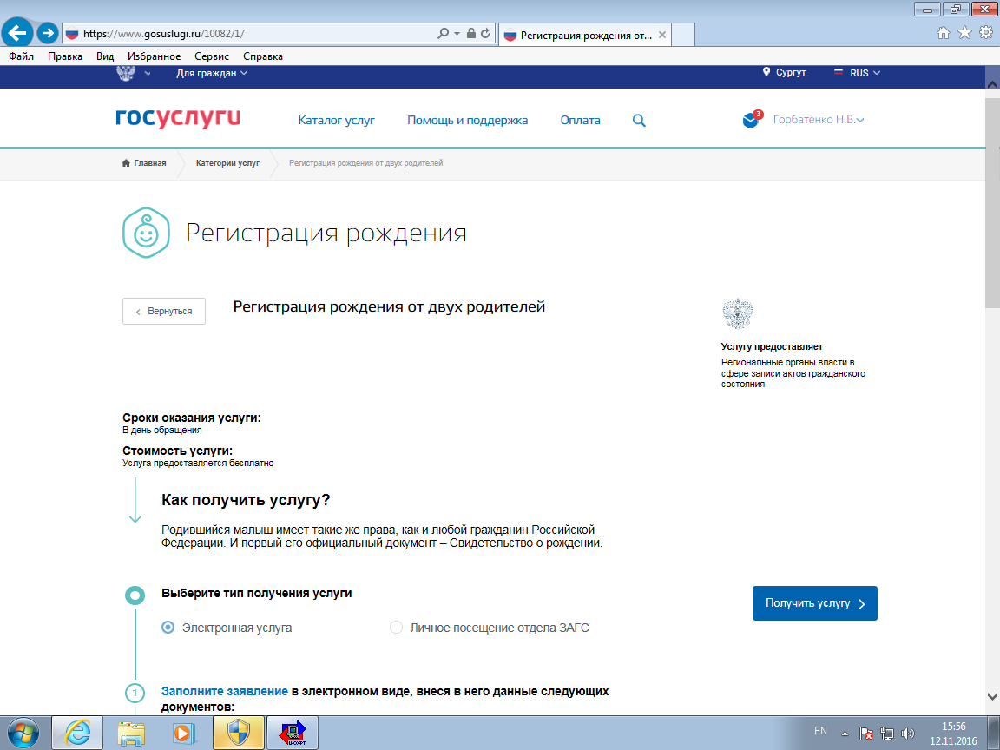 https://www.gosuslugi.ru/10082/1/
Регистрация рождения от...
Файл Правка Вид Избранное Сервис Справка
Для граждан
Сургут
RUS
госуслуги
Каталог услуг
Помощь и поддержка
Оплата
3
Горбатенко Н.В.
Главная
Категории услуг
Регистрация рождения от двух родителей
Регистрация рождения
Вернуться
Регистрация рождения от двух родителей
Услугу предоставляет
Региональные органы власти в
сфере записи актов гражданского
состояния
Сроки оказания услуги:
В день обращения
Стоимость услуги:
Услуга предоставляется бесплатно
Как получить услугу?
Родившийся малыш имеет такие же права, как и любой гражданин Российской
Федерации. И первый его официальный документ – Свидетельство о рождении.
Выберите тип получения услуги
Получить услугу
Электронная услуга
Личное посещение отдела ЗАГС
1
Заполните заявление в электронном виде, внеся в него данные следующих
документов:
EN
15:56
12.11.2016